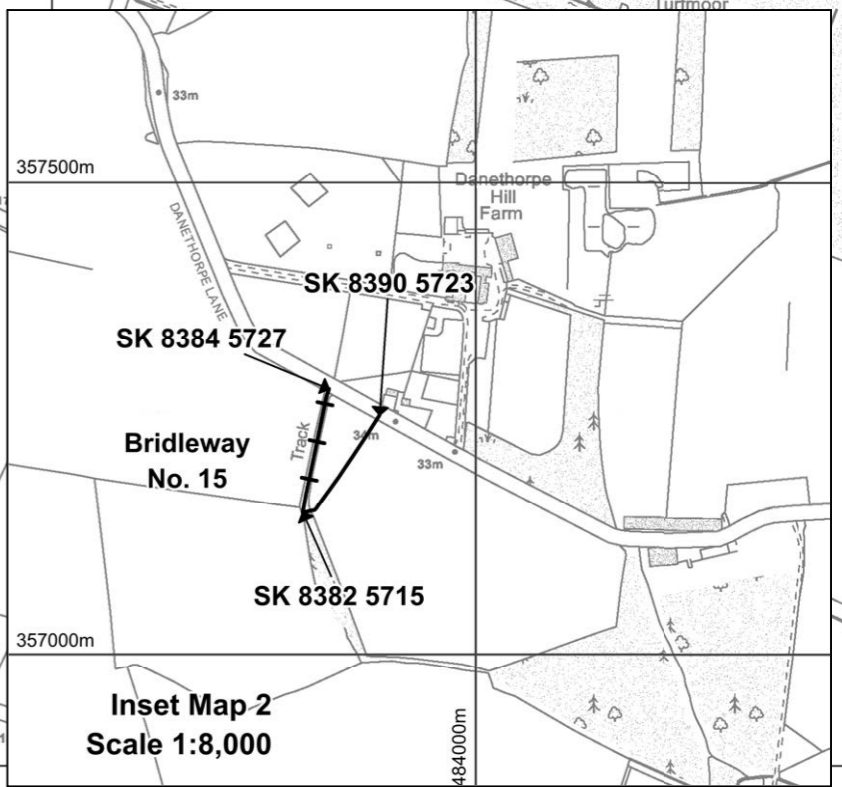 Turfmoor
33m
357500m
Danethorpe
Hill
Farm
DANETHORPE LANE
SK 8390 5723
SK 8384 5727
Bridleway
No. 15
Track
34m
33m
SK 8382 5715
357000m
Inset Map 2
Scale 1:8,000
484000m